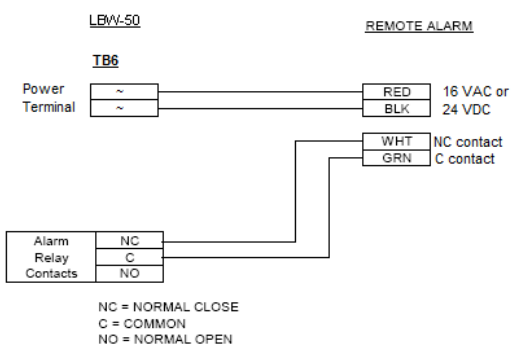 LBW-50
REMOTE ALARM
TB6
Power
Terminal
~
~
RED
BLK
16 VAC or
24 VDC
WHT
GRN
NC contact
C contact
Alarm
Relay
Contacts
NC
C
NO
NC = NORMAL CLOSE
C = COMMON
NO = NORMAL OPEN